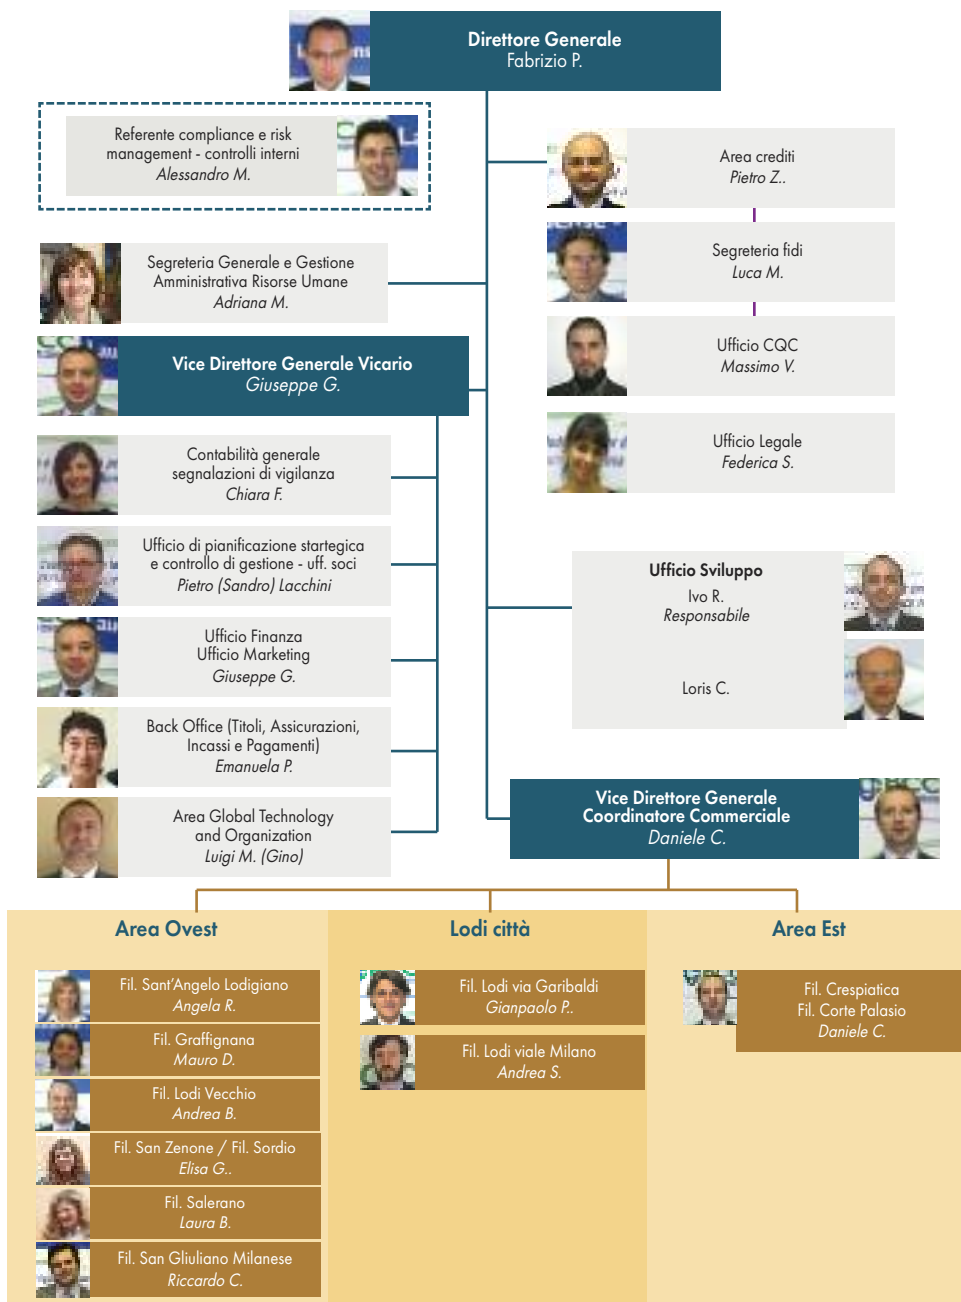 Direttore Generale
Fabrizio P.
Referente compliance e risk
management - controlli interni
Alessandro M.
Area crediti
Pietro Z..
Segreteria fidi
Luca M.
Ufficio CQC
Massimo V.
Ufficio Legale
Federica S.
Segreteria Generale e Gestione
Amministrativa Risorse Umane
Adriana M.
Vice Direttore Generale Vicario
Giuseppe G.
Contabilità generale
segnalazioni di vigilanza
Chiara F.
Ufficio di pianificazione startegica
e controllo di gestione - uff. soci
Pietro (Sandro) Lacchini
Ufficio Finanza
Ufficio Marketing
Giuseppe G.
Back Office (Titoli, Assicurazioni,
Incassi e Pagamenti)
Emanuela P.
Area Global Technology
and Organization
Luigi M. (Gino)
Ufficio Sviluppo
Ivo R.
Responsabile
Loris C.
Vice Direttore Generale
Coordinatore Commerciale
Daniele C.
Area Ovest
Fil. Sant'Angelo Lodigiano
Angela R.
Fil. Graffignana
Mauro D.
Fil. Lodi Vecchio
Andrea B.
Fil. San Zenone / Fil. Sordio
Elisa G..
Fil. Salerano
Laura B.
Fil. San Gliuliano Milanese
Riccardo C.
Lodi città
Fil. Lodi via Garibaldi
Gianpaolo P..
Fil. Lodi viale Milano
Andrea S.
Area Est
Fil. Crespiatica
Fil. Corte Palasio
Daniele C.